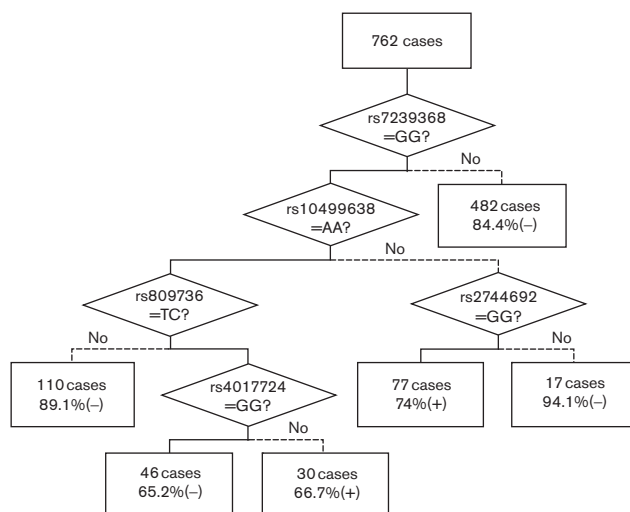 762 cases
rs7239368
=GG?
No
rs10499638
=AA?
482 cases
84.4%(–)
No
rs809736
=TC?
rs2744692
=GG?
No
No
110 cases
89.1%(–)
rs4017724
=GG?
77 cases
74%(+)
17 cases
94.1%(–)
No
46 cases
65.2%(–)
30 cases
66.7%(+)